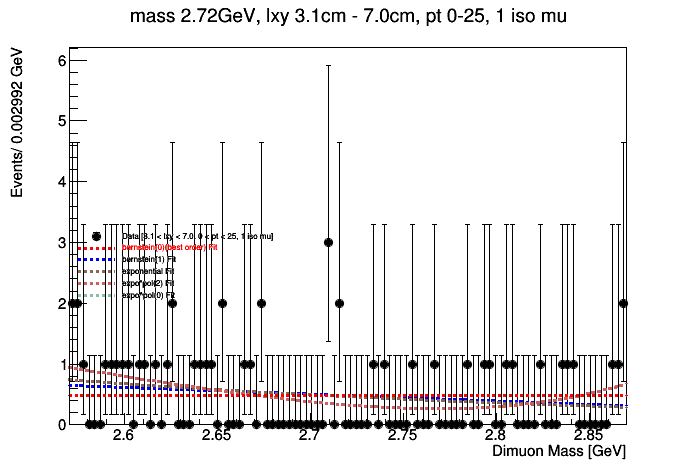 mass 2.72GeV, lxy 3.1cm - 7.0cm, pt 0-25, 1 iso mu
Events/ 0.002992 GeV
6
5
4
3
2
1
0
Data [3.1 < lxy < 7.0, 0 < pt < 25, 1 iso mu]
bernstein[0](best order) Fit
bernstein[1] Fit
exponential Fit
expo*pol(2) Fit
expo*pol(0) Fit
2.6 2.65 2.7 2.75 2.8 2.85
Dimuon Mass [GeV]